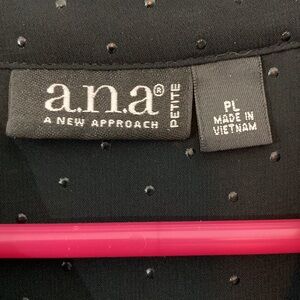 a.n.a®
A NEW APPROACH
PETITE
PL
MADE IN
VIETNAM